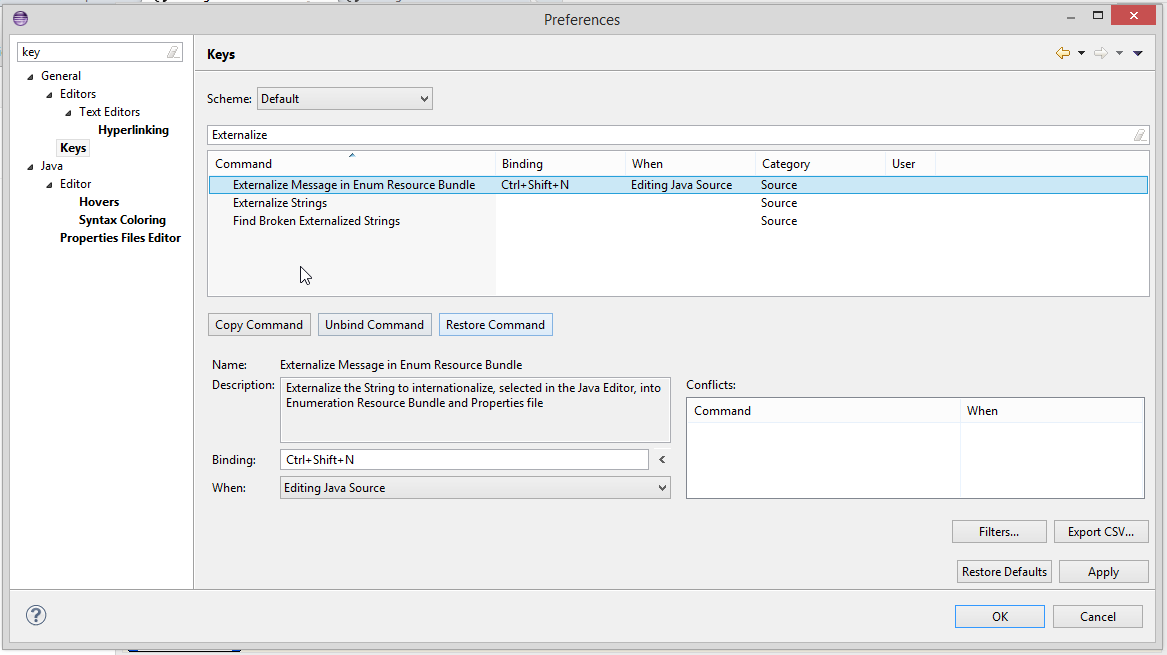 Preferences
key
Keys
General
Editors
Text Editors
Hyperlinking
Keys
Java
Editor
Hovers
Syntax Coloring
Properties Files Editor
Scheme: Default
Externalize
Command Binding When Category User
Externalize Message in Enum Resource Bundle Ctrl+Shift+N Editing Java Source Source
Externalize Strings Source
Find Broken Externalized Strings Source
Copy Command Unbind Command Restore Command
Name: Externalize Message in Enum Resource Bundle
Description: Externalize the String to internationalize, selected in the Java Editor, into
Enumeration Resource Bundle and Properties file
Binding: Ctrl+Shift+N
When: Editing Java Source
Conflicts:
Command When
Filters... Export CSV...
Restore Defaults Apply
OK Cancel